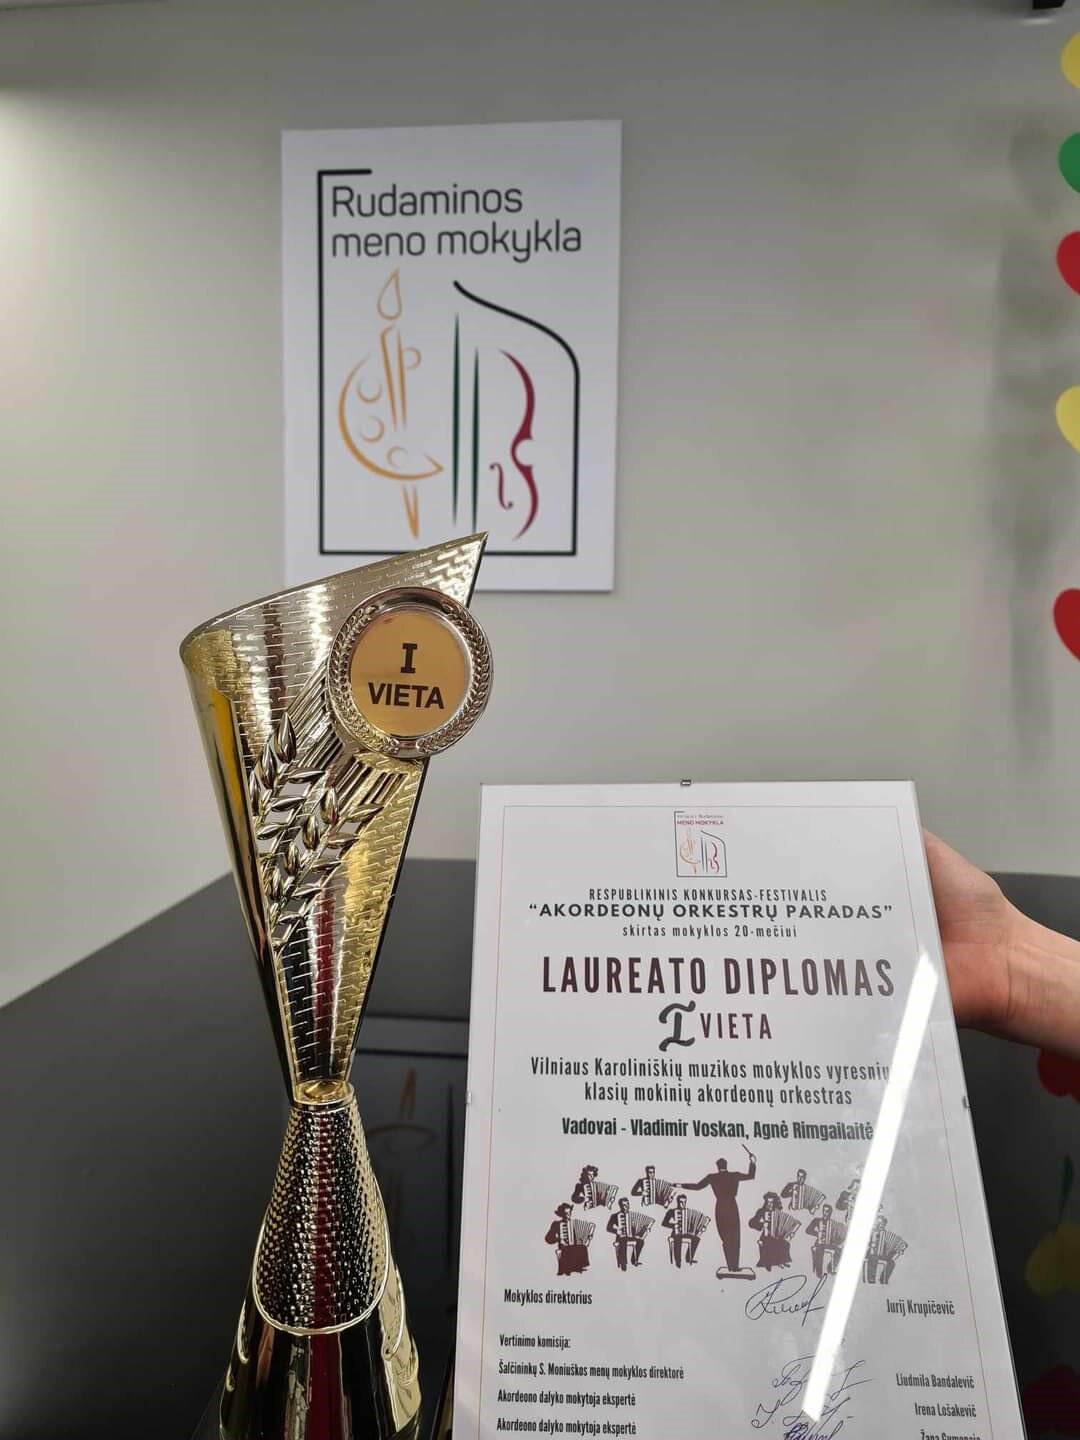 Rudaminos
meno mokykla
I
VIETA
MENO MOKYKLA
RESPUBLIKINIS KONKURSAS-FESTIVALIS
“AKORDEONŲ ORKESTRŲ PARADAS”
skirtas mokyklos 20-mečiui
LAUREATO DIPLOMAS
I VIETA
Vilniaus Karoliniškių muzikos mokyklos
klasių mokinių akordeonų orkestras
Vadovai - Vladimir Voskan, Agnė Rimgailaitė
Mokyklos direktorius
Jurij Krupičevič
Vertinimo komisija:
Šalčininkų S. Moniuškos menų mokyklos direktorė
Liudmila Bandalevič
Akordeono dalyko mokytoja ekspertė
Irena Lošakevič
Akordeono dalyko mokytoja ekspertė